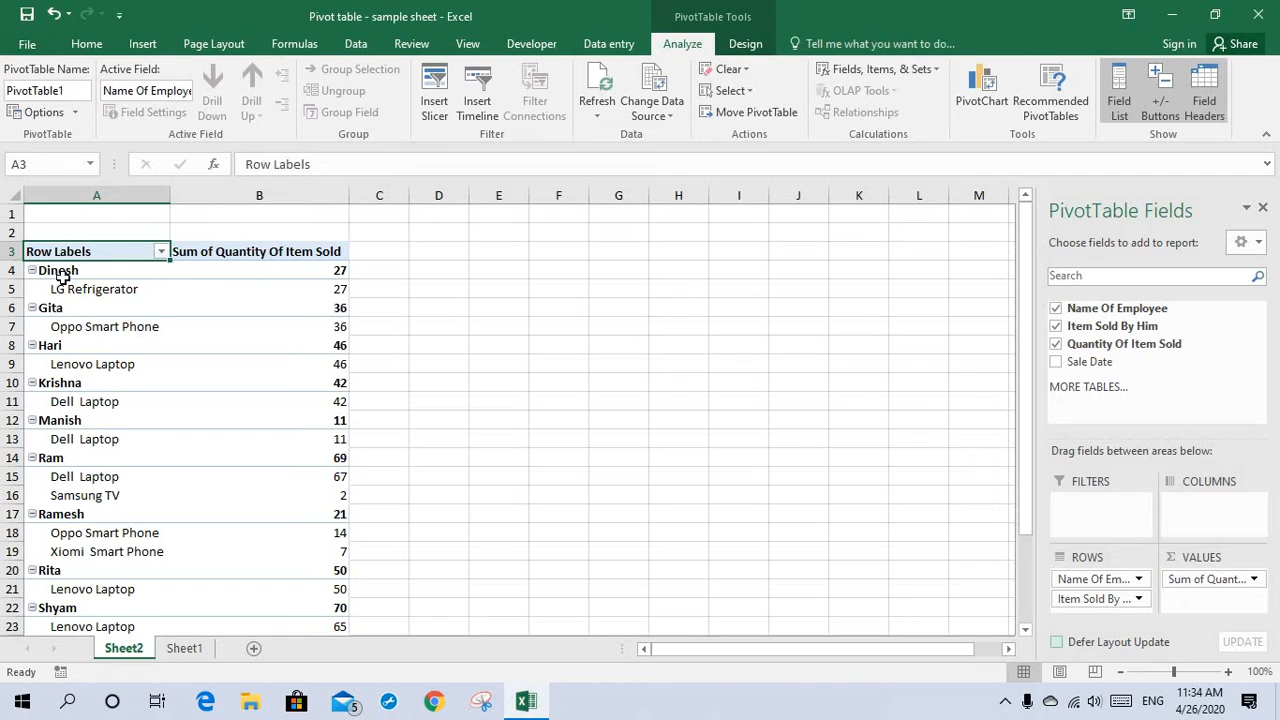 Pivot table - sample sheet - Excel
PivotTable Tools
File Home Insert Page Layout Formulas Data Review View Developer Data entry Analyze Design Tell me what you want to do... Sign in Share
PivotTable Name:
PivotTable1
Options
PivotTable
Active Field:
Name Of Employe
Field Settings
Drill Down
Drill Up
Active Field
Group Selection
Ungroup
Group Field
Group
Insert Slicer
Insert Timeline
Filter Connections
Filter
Refresh
Change Data Source
Data
Clear
Select
Move PivotTable
Actions
Fields, Items, & Sets
OLAP Tools
Relationships
Calculations
PivotChart
Recommended PivotTables
Tools
Field List
+/- Buttons
Field Headers
Show
A3 fx Row Labels
A B C D E F G H I J K L M
1
2
3 Row Labels Sum of Quantity Of Item Sold
4 Dinesh 27
5 LG Refrigerator 27
6 Gita 36
7 Oppo Smart Phone 36
8 Hari 46
9 Lenovo Laptop 46
10 Krishna 42
11 Dell Laptop 42
12 Manish 11
13 Dell Laptop 11
14 Ram 69
15 Dell Laptop 67
16 Samsung TV 2
17 Ramesh 21
18 Oppo Smart Phone 14
19 Xiomi Smart Phone 7
20 Rita 50
21 Lenovo Laptop 50
22 Shyam 70
23 Lenovo Laptop 65
PivotTable Fields
Choose fields to add to report:
Search
Name Of Employee
Item Sold By Him
Quantity Of Item Sold
Sale Date
MORE TABLES...
Drag fields between areas below:
FILTERS
COLUMNS
ROWS
Name Of Em...
Item Sold By ...
VALUES
Sum of Quant...
Defer Layout Update
UPDATE
Sheet2 Sheet1
Ready
100%
5
ENG
11:34 AM
4/26/2020